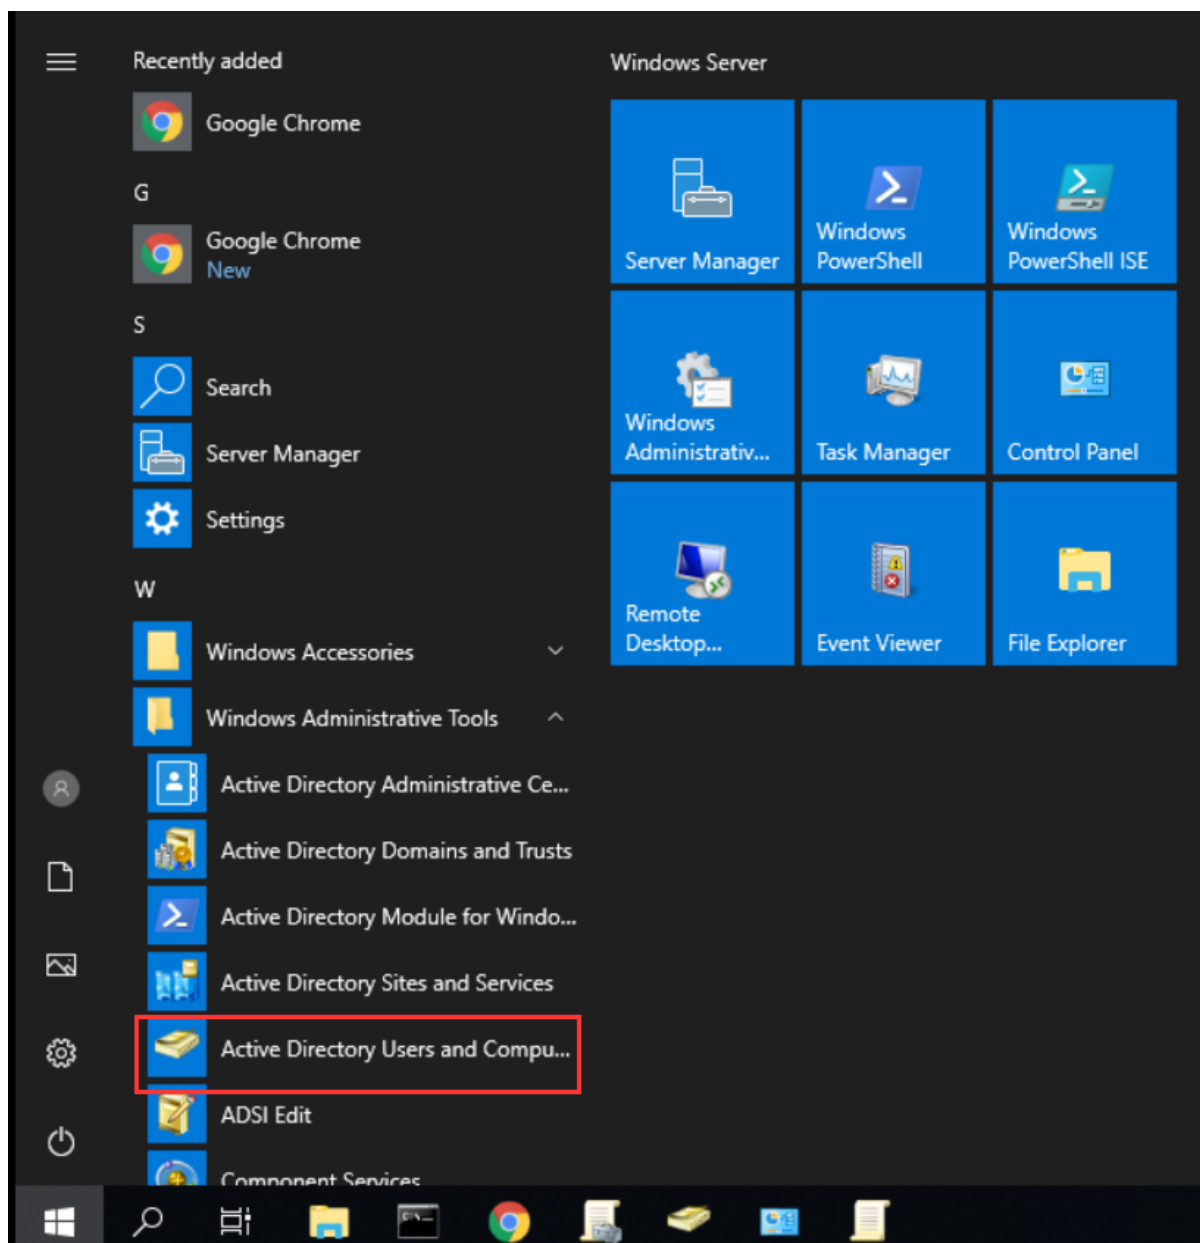 Recently added
Google Chrome
G
Google Chrome
New
S
Search
Server Manager
Settings
W
Windows Accessories
Windows Administrative Tools
Active Directory Administrative Ce...
Active Directory Domains and Trusts
Active Directory Module for Windo...
Active Directory Sites and Services
Active Directory Users and Compu...
ADSI Edit
Component Services
Windows Server
Server Manager
Windows
PowerShell
Windows
PowerShell ISE
Windows
Administrativ...
Task Manager
Control Panel
Remote
Desktop...
Event Viewer
File Explorer